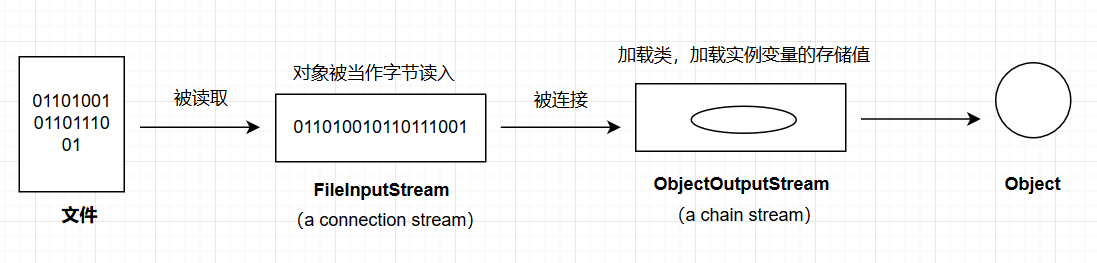 01101001
01101110
01
文件
被读取
对象被当作字节读入
011010010110111001
FileInputStream
（a connection stream）
被连接
加载类，加载实例变量的存储值
ObjectOutputStream
（a chain stream）
Object